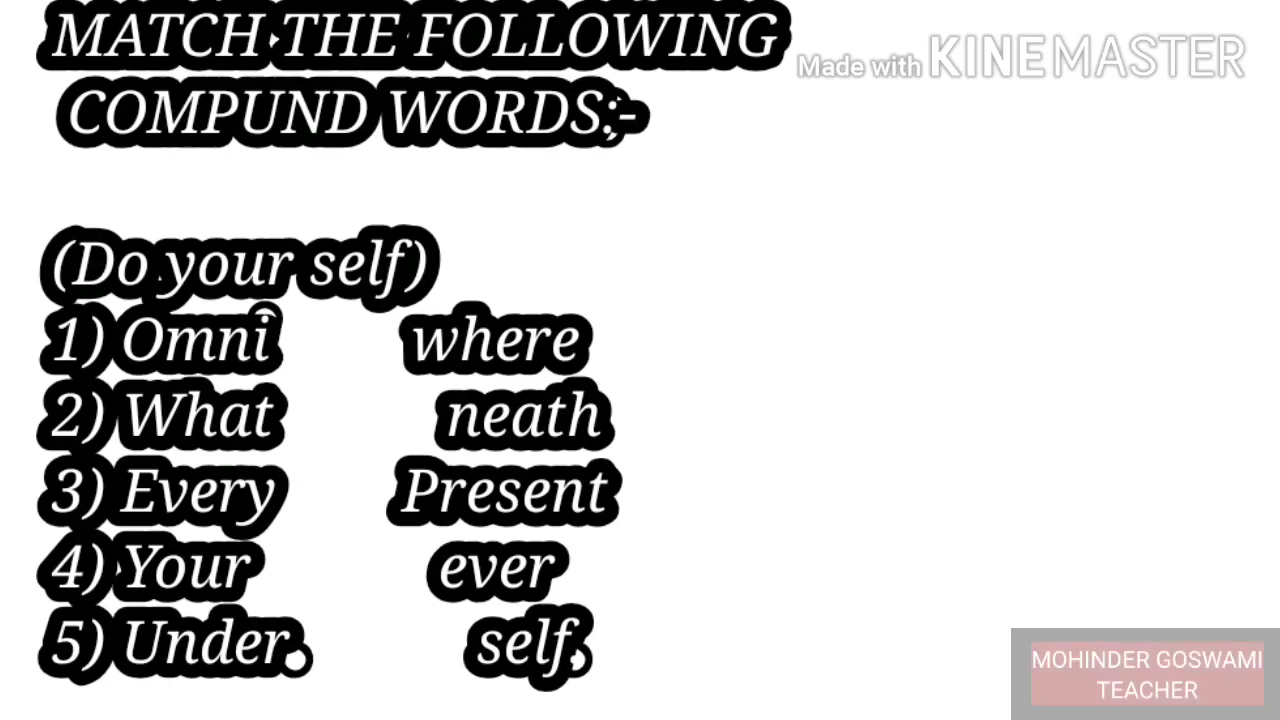 MATCH THE FOLLOWING
Made with KINEMASTER
COMPUND WORDS;-
(Do your self)
1) Omni where
2) What neath
3) Every Present
4) Your ever
5) Under. self,
MOHINDER GOSWAMI
TEACHER